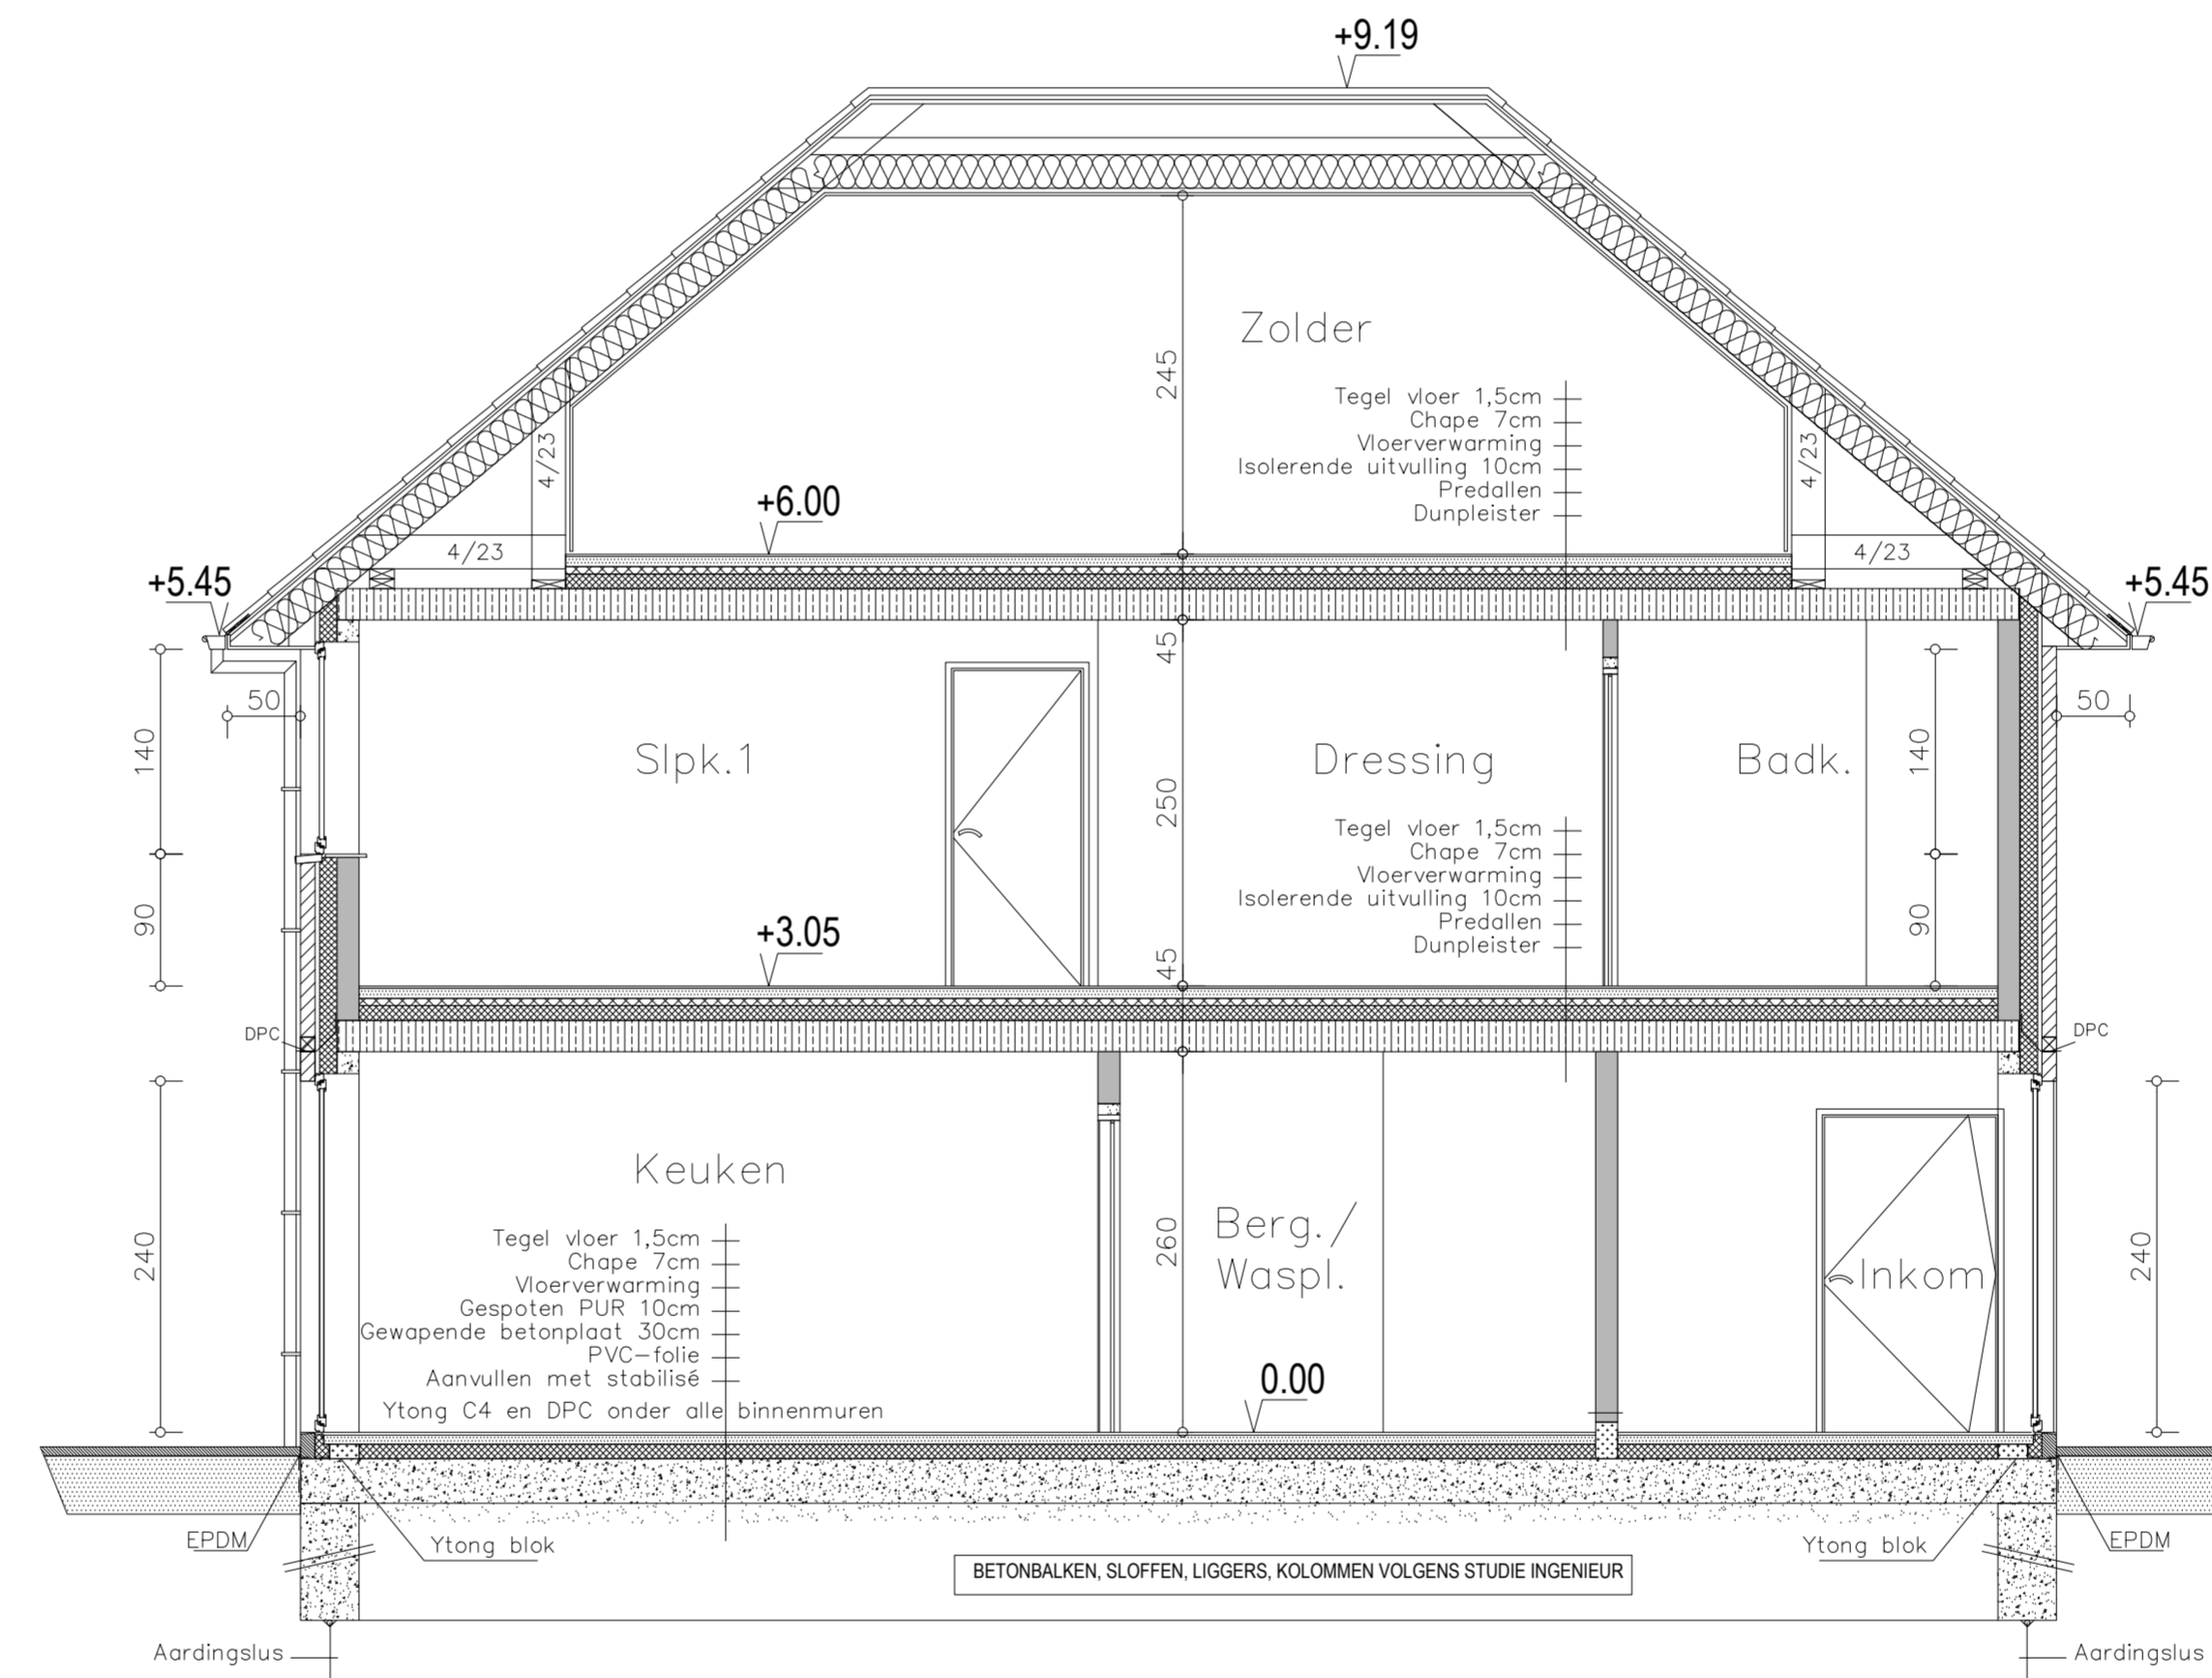 +9.19
Zolder
245
Tegel vloer 1,5cm
Chape 7cm
Vloerverwarming
Isolerende uitvulling 10cm
Predallen
Dunpleister
4/23
4/23
+6.00
4/23
4/23
+5.45
+5.45
45
50
50
140
Slpk.1
Dressing
Badk.
140
250
Tegel vloer 1,5cm
Chape 7cm
Vloerverwarming
Isolerende uitvulling 10cm
Predallen
Dunpleister
90
90
+3.05
45
DPC
DPC
Keuken
Berg./
Waspl.
260
240
240
Inkom
Tegel vloer 1,5cm
Chape 7cm
Vloerverwarming
Gespoten PUR 10cm
Gewapende betonplaat 30cm
PVC-folie
Aanvullen met stabilisé
Ytong C4 en DPC onder alle binnenmuren
0.00
EPDM
Ytong blok
Ytong blok
EPDM
BETONBALKEN, SLOFFEN, LIGGERS, KOLOMMEN VOLGENS STUDIE INGENIEUR
Aardingslus
Aardingslus